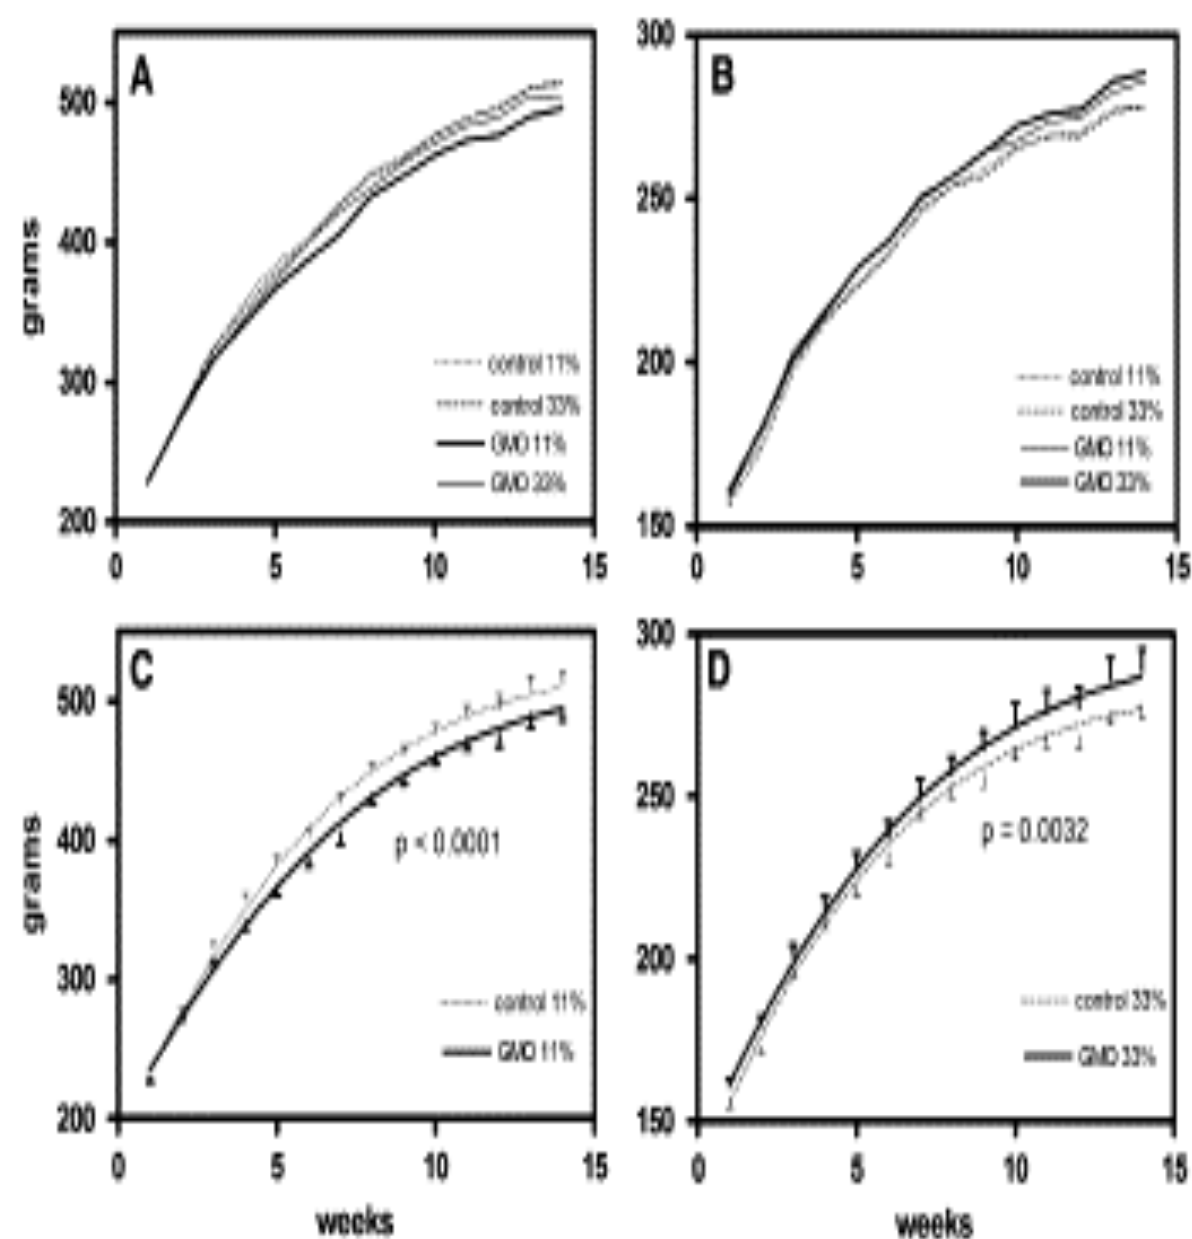 A
500
400
300
200
grams
control 11%
control 33%
GMO 11%
GMO 33%
0 5 10 15
B
300
250
200
150
control 11%
control 33%
GMO 11%
GMO 33%
0 5 10 15
C
500
400
300
200
grams
p < 0.0001
control 11%
GMO 11%
0 5 10 15
weeks
D
300
250
200
150
p = 0.0032
control 33%
GMO 33%
0 5 10 15
weeks